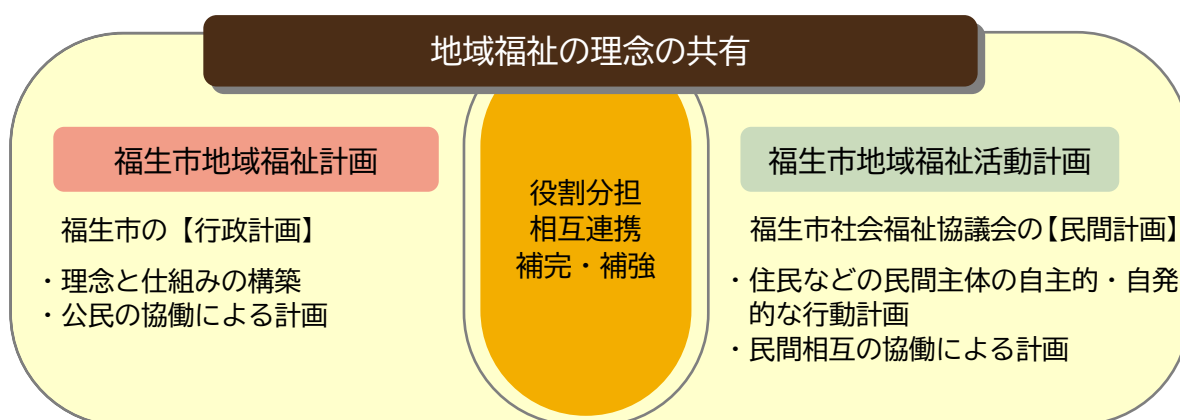 地域福祉の理念の共有
福生市地域福祉計画
福生市の【行政計画】
・理念と仕組みの構築
・公民の協働による計画
役割分担
相互連携
補完・補強
福生市地域福祉活動計画
福生市社会福祉協議会の【民間計画】
・住民などの民間主体の自主的・自発
的な行動計画
・民間相互の協働による計画